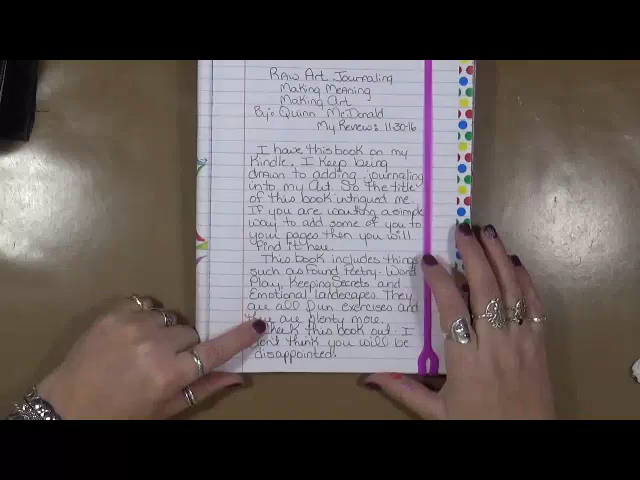 Raw Art Journaling
Making Meaning
Making Art
By: Quinn McDonald
My Review: 11-30-16
I have this book on my
Kindle. I keep being
drawn to adding journaling
into my Art. So the title
of this book intrigued me.
If you are wanting a simple
way to add some of you to
your pages then you will
find it here.
This book includes things
such as Found Poetry- Word
Play, Keeping Secrets and
Emotional landscapes. They
are all fun exercises and
are plenty more.
this book out. I
don't think you will be
disappointed.